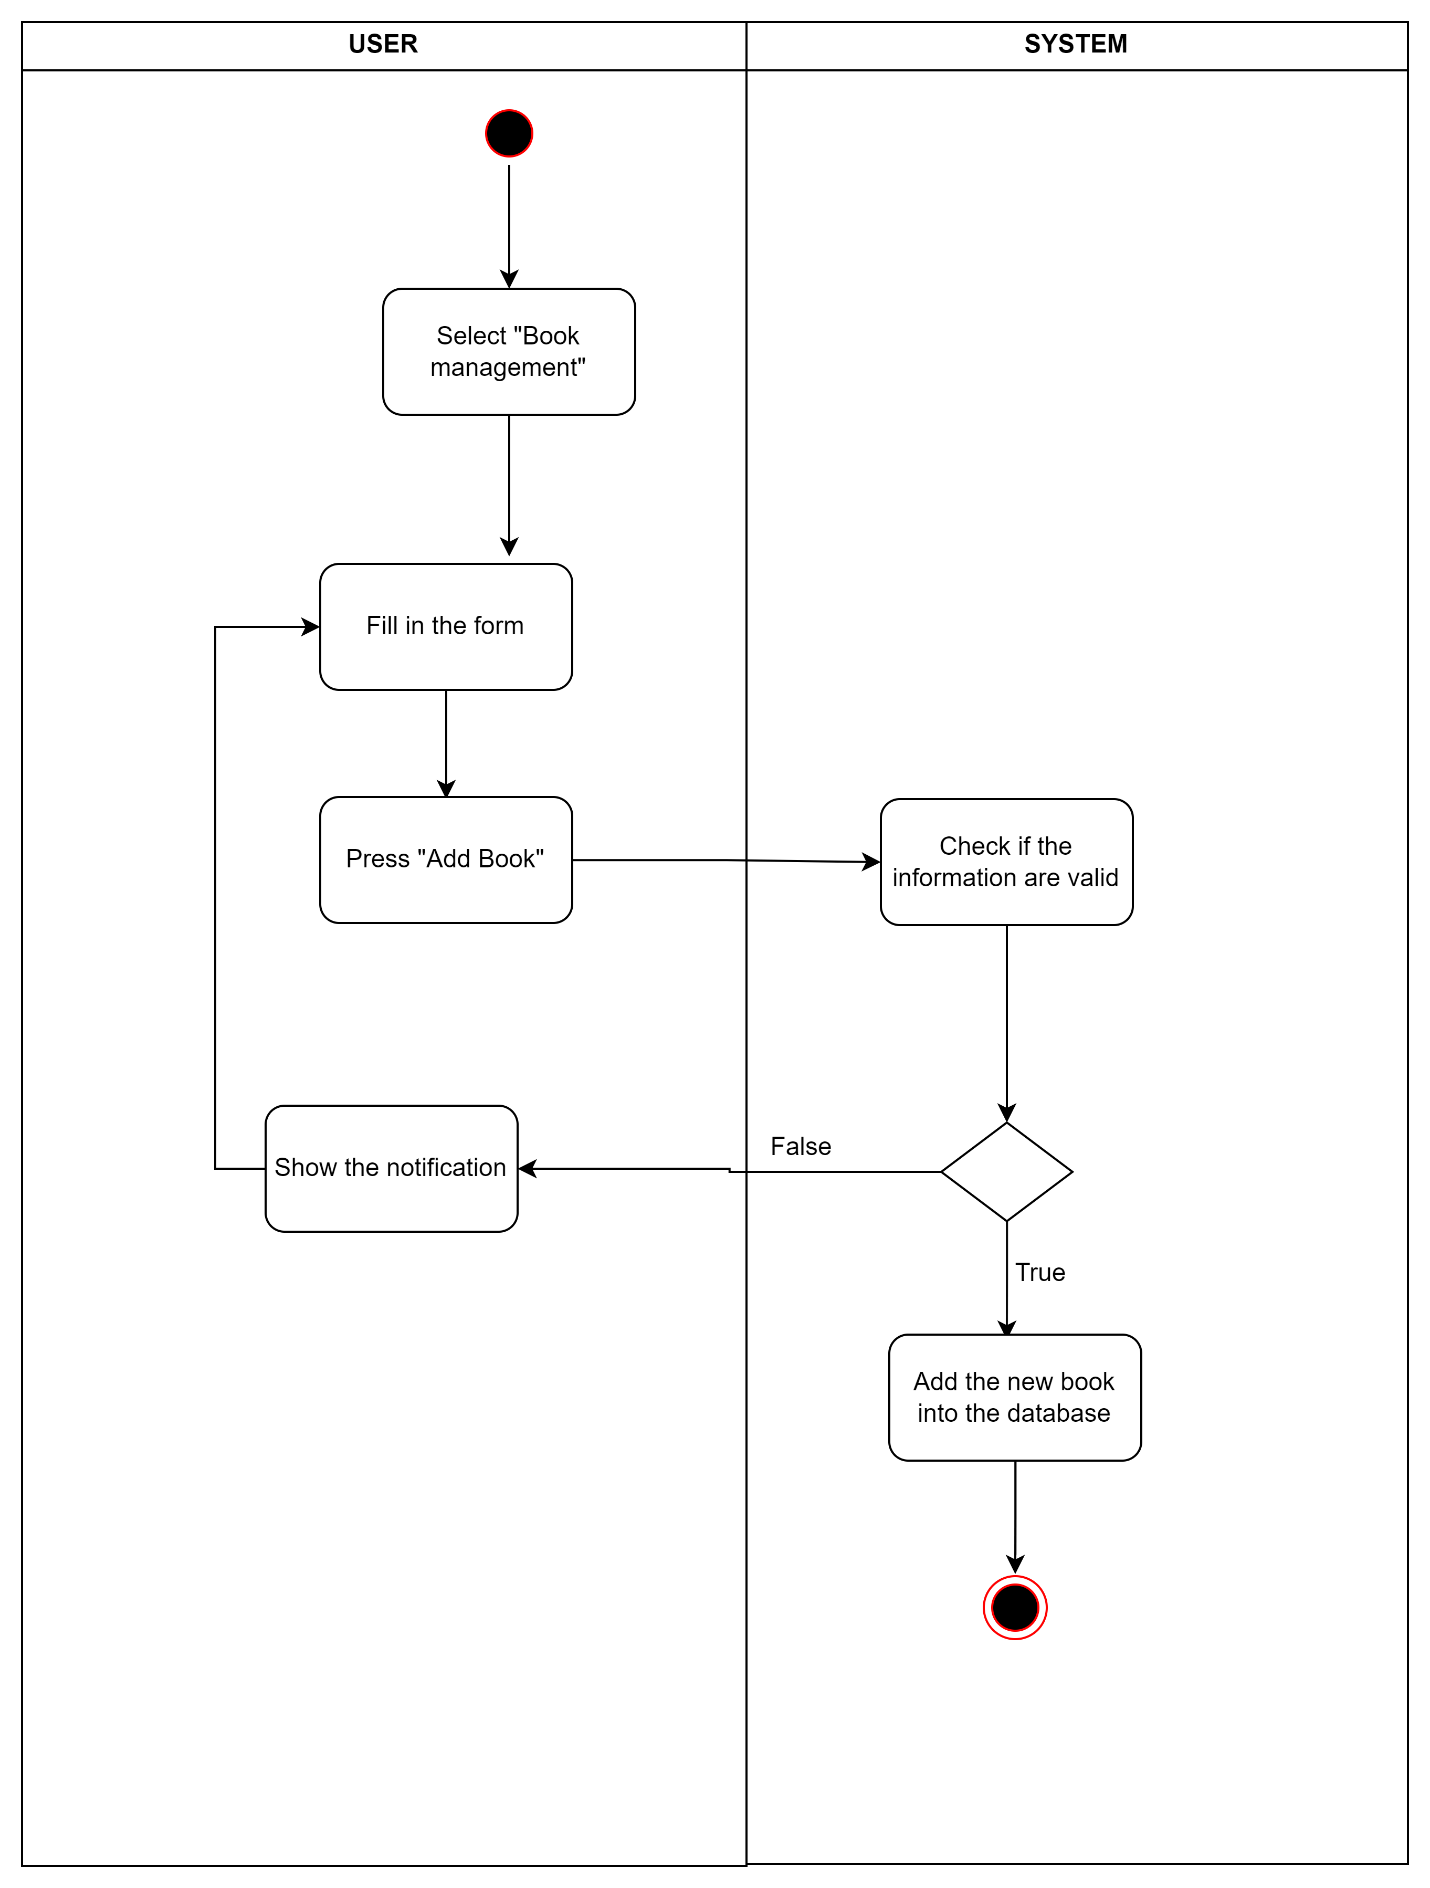 USER
SYSTEM
Select "Book
management"
Fill in the form
Press "Add Book"
Check if the
information are valid
False
Show the notification
True
Add the new book
into the database